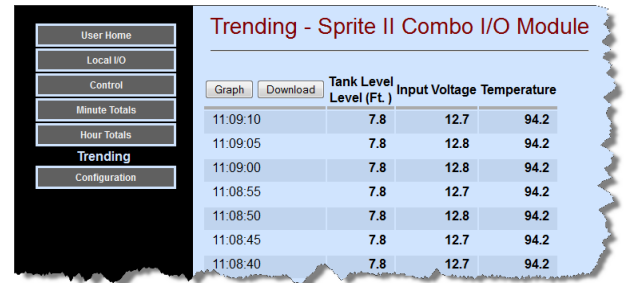 User Home
Local I/O
Control
Minute Totals
Hour Totals
Trending
Configuration
Trending - Sprite II Combo I/O Module
Graph Download Tank Level Level (Ft. ) Input Voltage Temperature
11:09:10 7.8 12.7 94.2
11:09:05 7.8 12.8 94.2
11:09:00 7.8 12.8 94.2
11:08:55 7.8 12.7 94.2
11:08:50 7.8 12.8 94.2
11:08:45 7.8 12.7 94.2
11:08:40 7.8 12.7 94.2